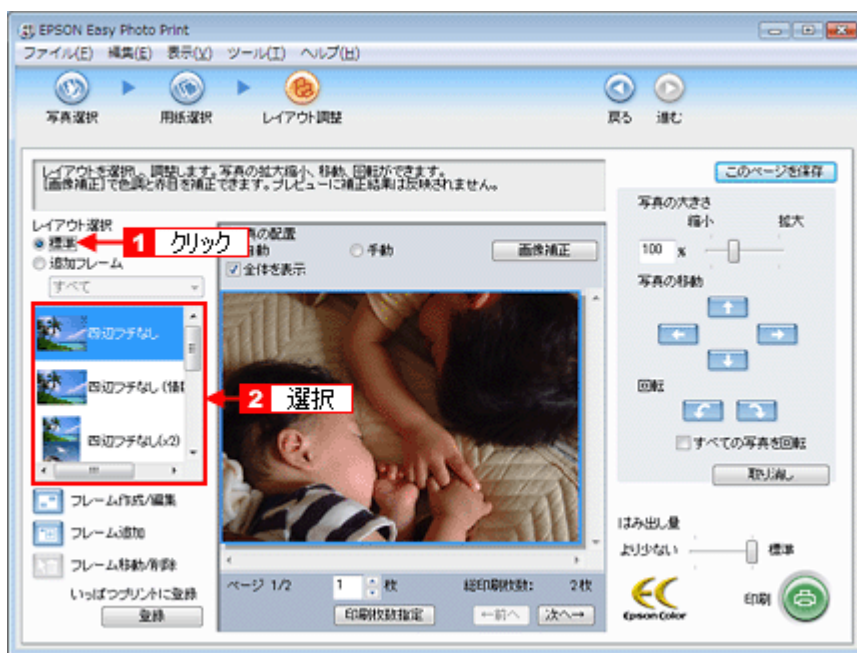 EPSON Easy Photo Print
ファイル(F) 編集(E) 表示(V) ツール(T) ヘルプ(H)
写真選択 用紙選択 レイアウト調整 戻る 進む
レイアウトを選択し、調整します。写真の拡大縮小、移動、回転ができます。
[画像補正]で色調と赤目を補正できます。プレビューに補正結果は反映されません。
このページを保存
レイアウト選択
標準
1 クリック
追加フレーム
すべて
四辺フチなし
四辺フチなし (情報
四辺フチなし(x2)
2 選択
フレーム作成/編集
フレーム追加
フレーム移動/削除
いっぱつプリントに登録
登録
真の配置
動 手動 画像補正
全体を表示
ページ 1/2 1 枚 総印刷枚数: 2枚
印刷枚数指定 ←前へ 次へ→
写真の大きさ
縮小 拡大
100 %
写真の移動
回転
すべての写真を回転
取り消し
はみ出し量
より少ない 標準
Epson Color
印刷